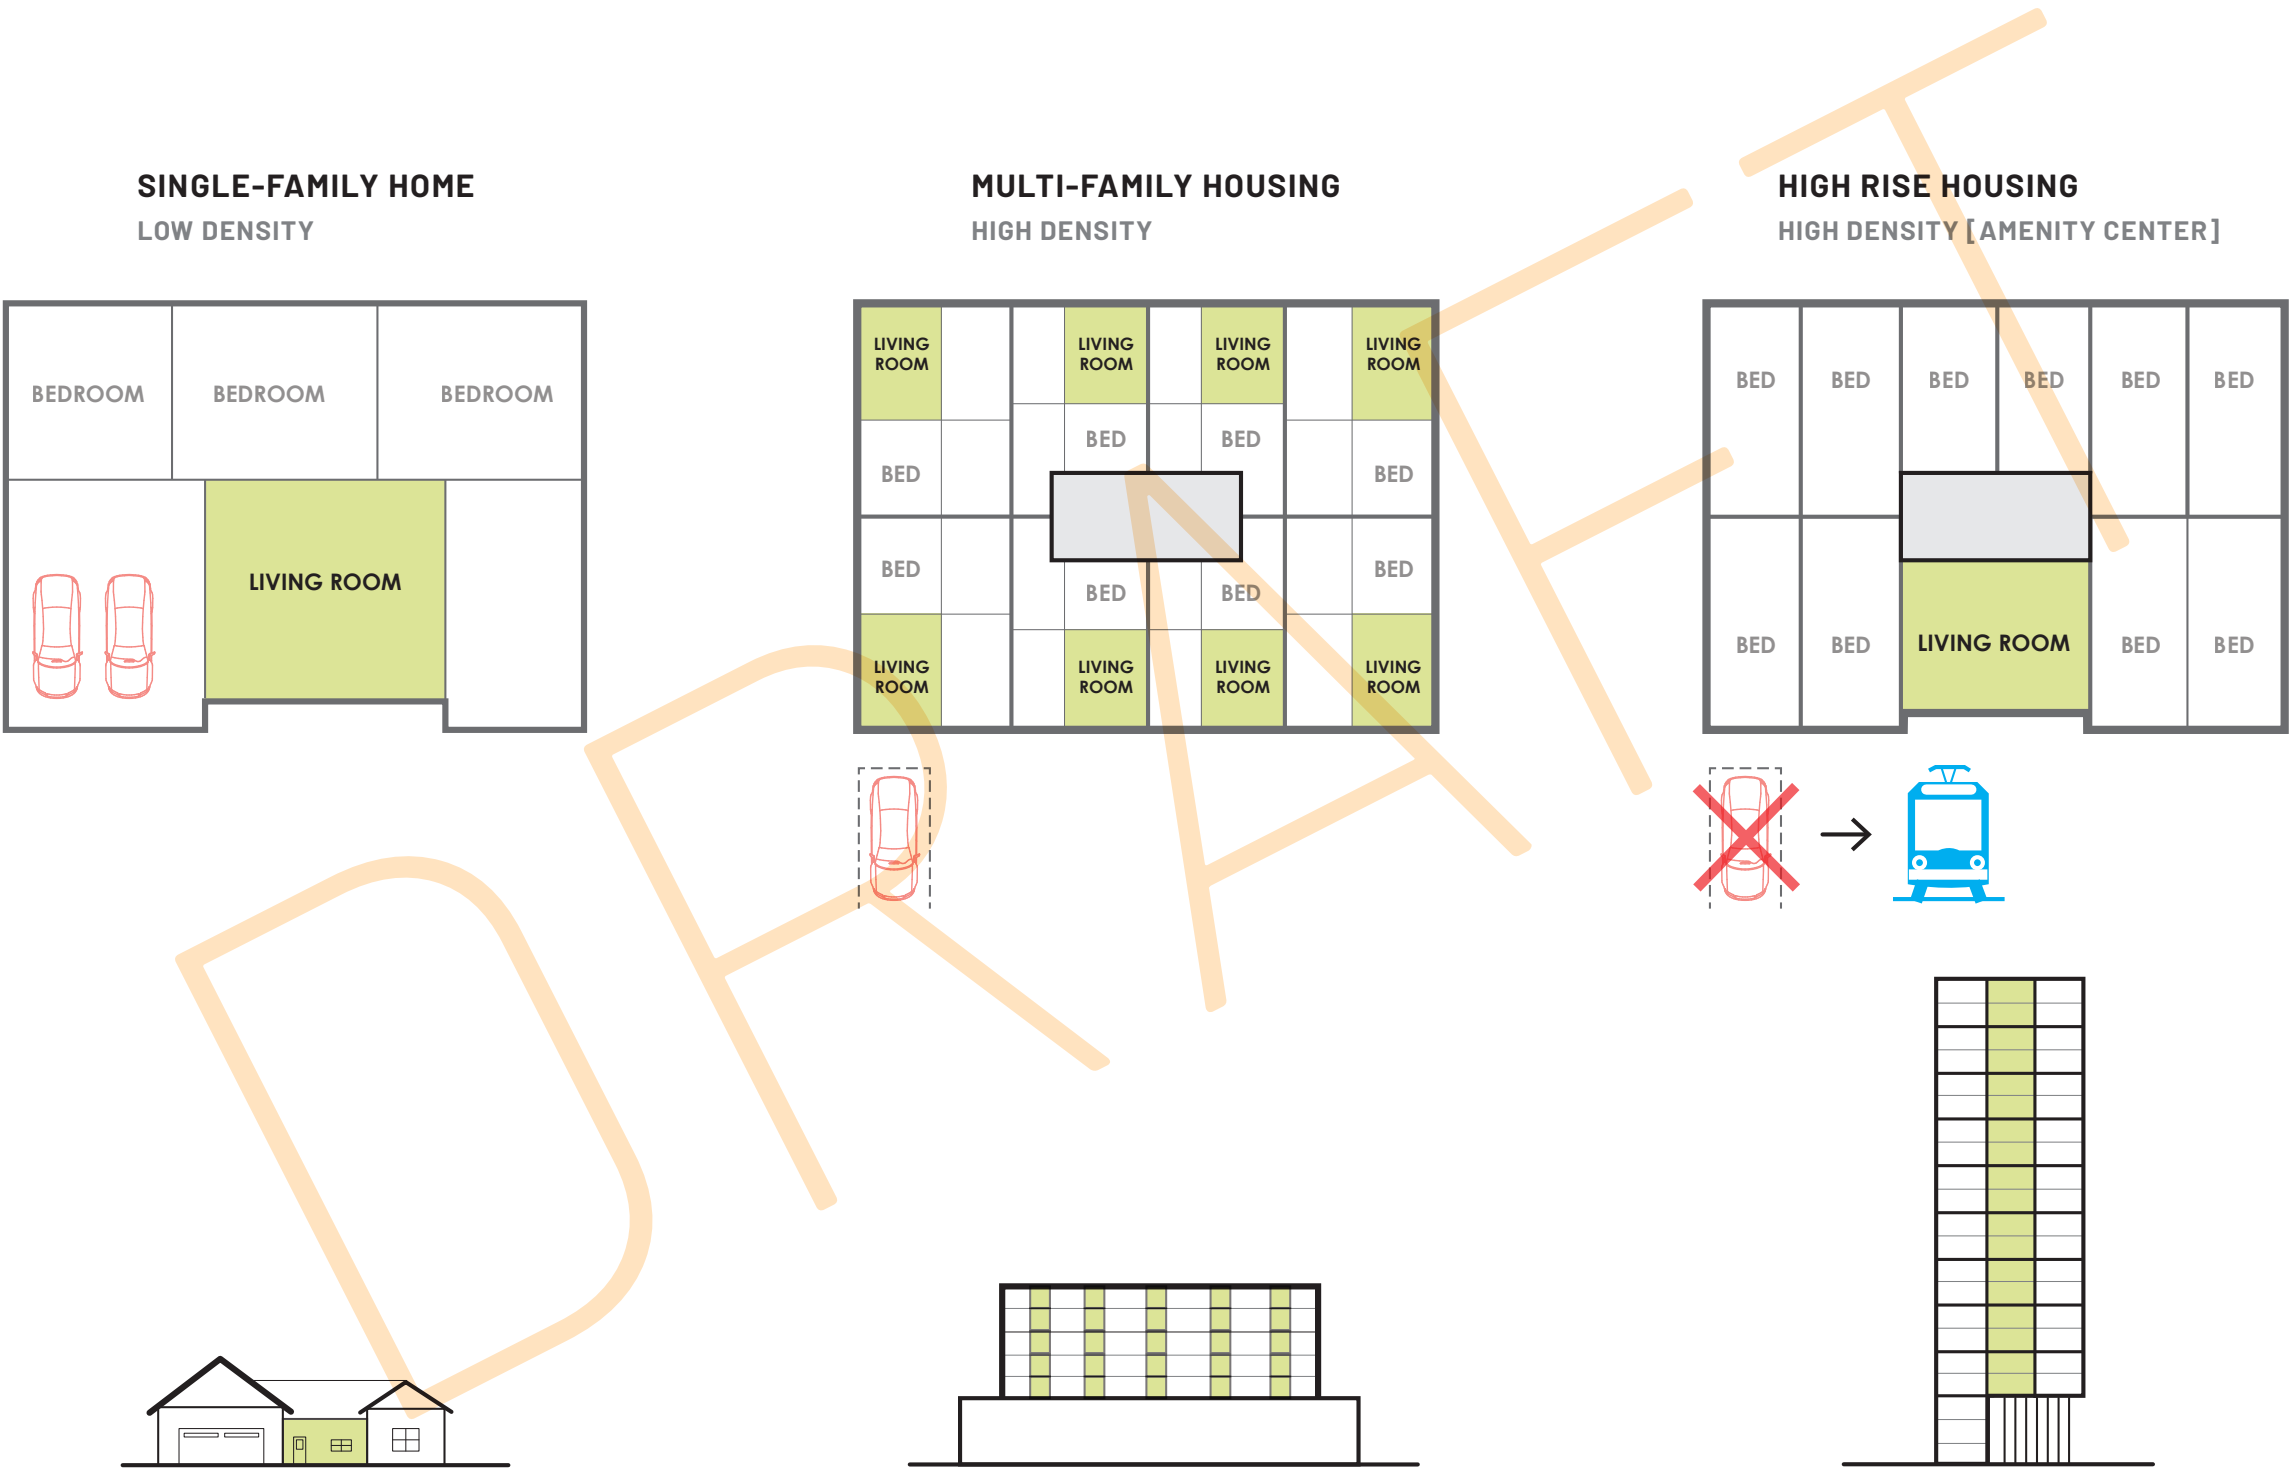 SINGLE-FAMILY HOME
LOW DENSITY
BEDROOM
BEDROOM
BEDROOM
LIVING ROOM
MULTI-FAMILY HOUSING
HIGH DENSITY
LIVING
ROOM
LIVING
ROOM
LIVING
ROOM
LIVING
ROOM
BED
BED
BED
BED
BED
BED
BED
BED
LIVING
ROOM
LIVING
ROOM
LIVING
ROOM
LIVING
ROOM
HIGH RISE HOUSING
HIGH DENSITY [AMENITY CENTER]
BED
BED
BED
BED
BED
BED
BED
BED
LIVING ROOM
BED
BED
DRAFT